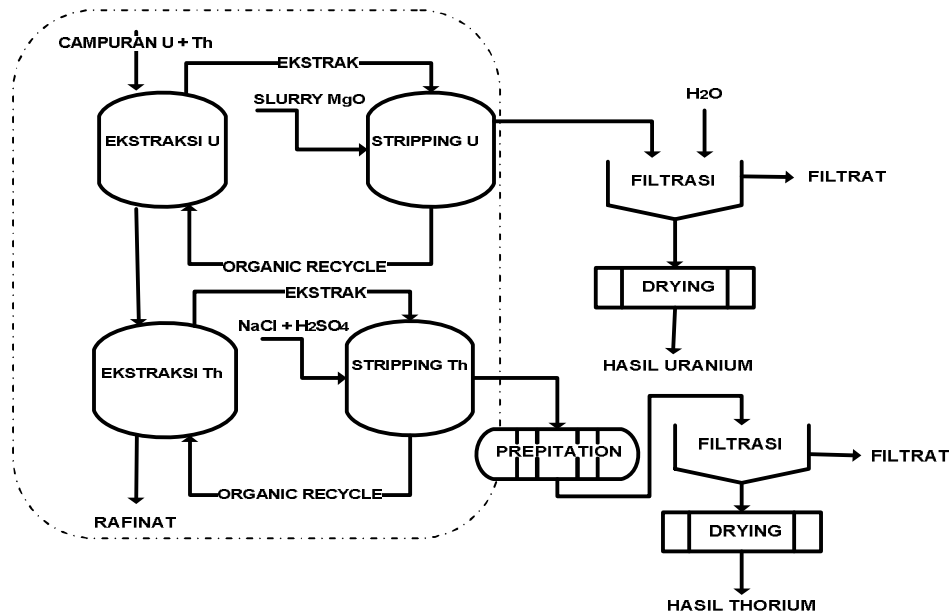 CAMPURAN U + Th
EKSTRAK
SLURRY MgO
H2O
EKSTRAKSI U
STRIPPING U
FILTRASI
FILTRAT
ORGANIC RECYCLE
DRYING
EKSTRAK
NaCl + H2SO4
HASIL URANIUM
EKSTRAKSI Th
STRIPPING Th
PREPITATION
FILTRASI
FILTRAT
ORGANIC RECYCLE
RAFINAT
DRYING
HASIL THORIUM